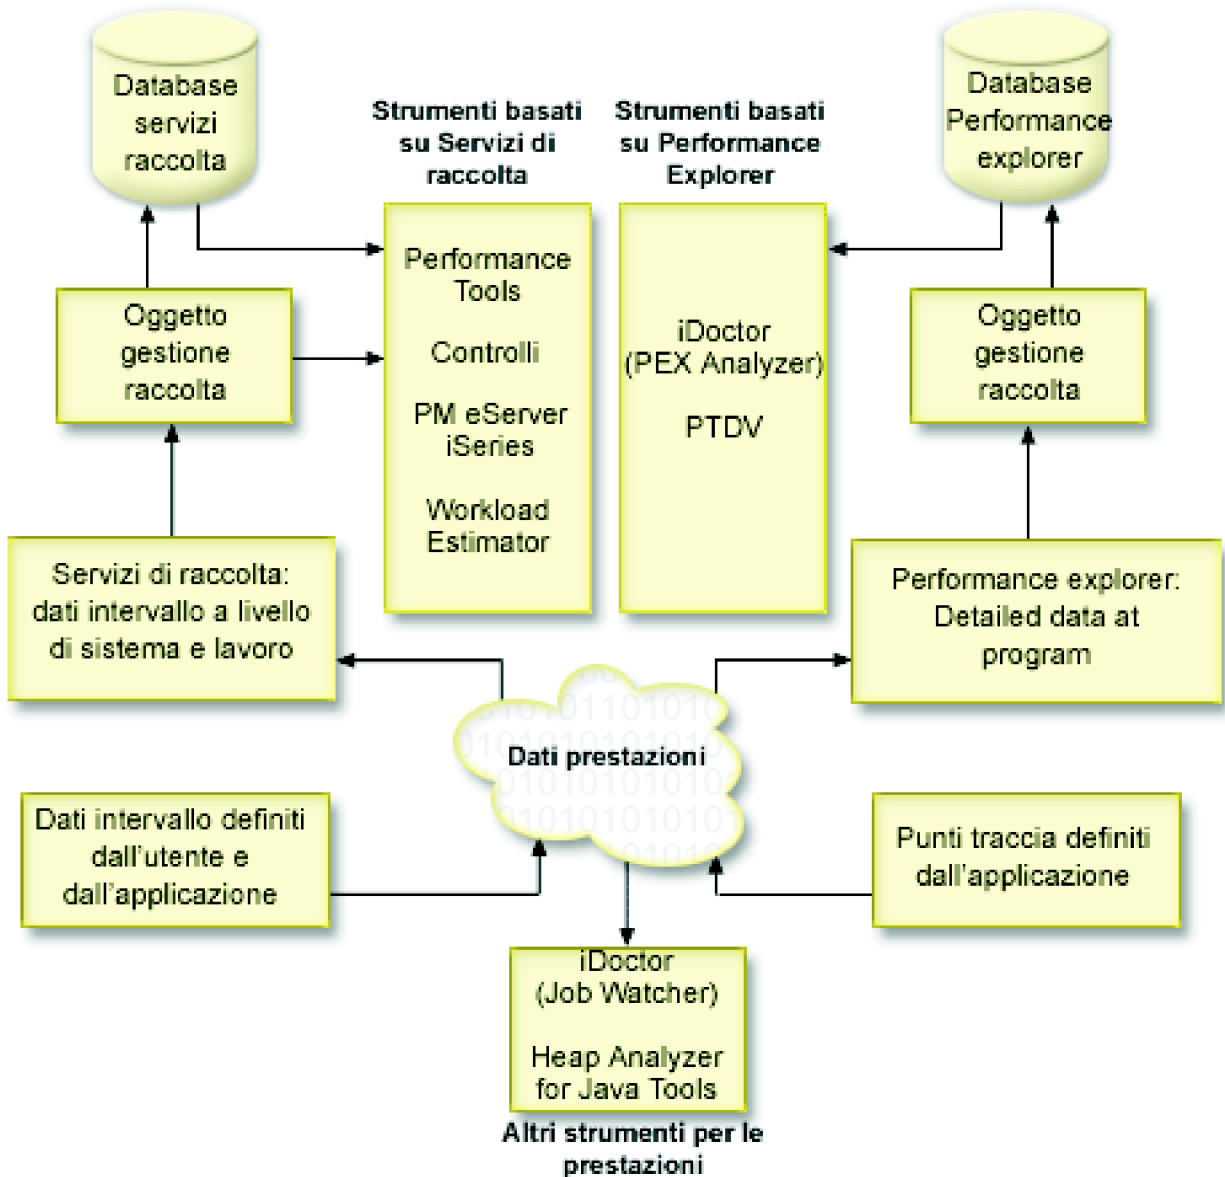 Database
servizi
raccolta
Strumenti basati
su Servizi di
raccolta
Strumenti basati
su Performance
Explorer
Database
Performance
explorer
Oggetto
gestione
raccolta
Performance
Tools
Controlli
PM eServer
iSeries
Workload
Estimator
iDoctor
(PEX Analyzer)
PTDV
Oggetto
gestione
raccolta
Servizi di raccolta:
dati intervallo a livello
di sistema e lavoro
Performance explorer:
Detailed data at
program
Dati prestazioni
Dati intervallo definiti
dall'utente e
dall'applicazione
Punti traccia definiti
dall'applicazione
iDoctor
(Job Watcher)
Heap Analyzer
for Java Tools
Altri strumenti per le
prestazioni